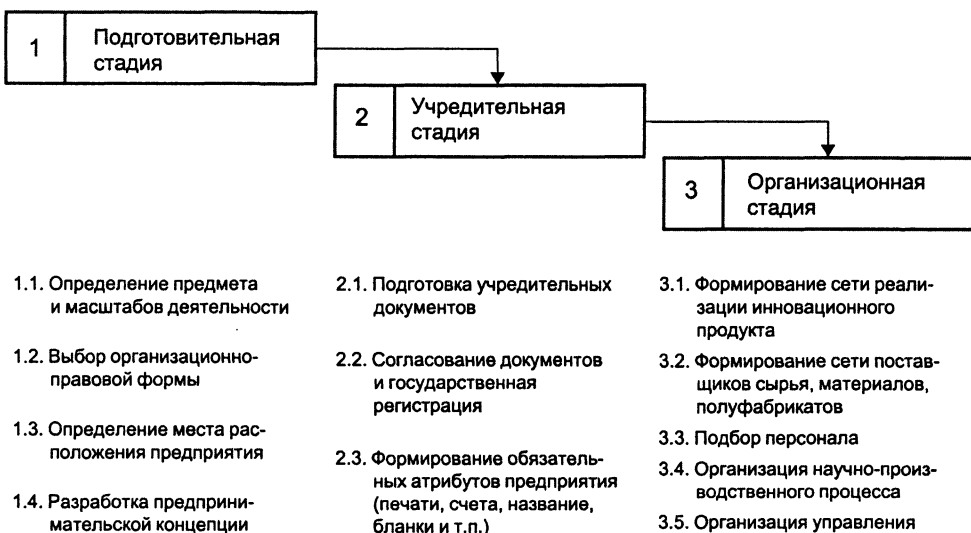 1
Подготовительная
стадия
2
Учредительная
стадия
3
Организационная
стадия
1.1. Определение предмета
и масштабов деятельности
1.2. Выбор организационно-
правовой формы
1.3. Определение места рас-
положения предприятия
1.4. Разработка предприни-
мательской концепции
2.1. Подготовка учредительных
документов
2.2. Согласование документов
и государственная
регистрация
2.3. Формирование обязатель-
ных атрибутов предприятия
(печати, счета, название,
бланки и т.п.)
3.1. Формирование сети реали-
зации инновационного
продукта
3.2. Формирование сети постав-
щиков сырья, материалов,
полуфабрикатов
3.3. Подбор персонала
3.4. Организация научно-произ-
водственного процесса
3.5. Организация управления